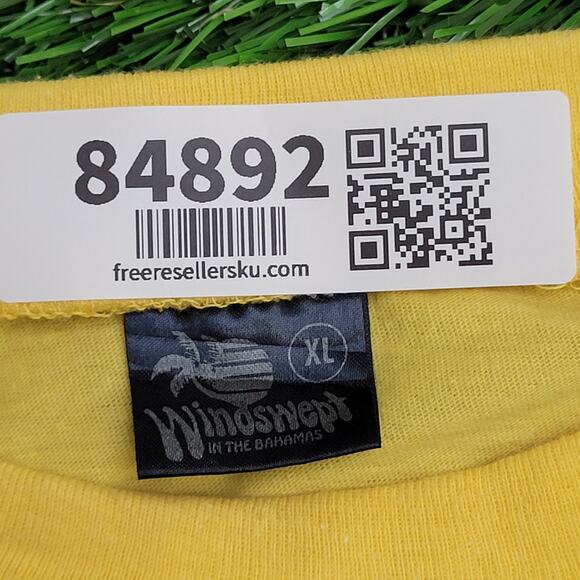 84892
freeresellersku.com
XL
Windswept
IN THE BAHAMAS